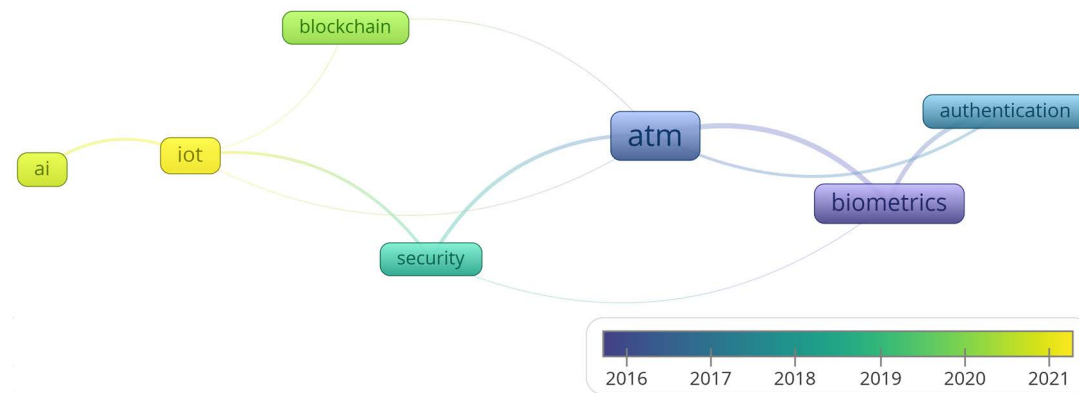 blockchain
ai
iot
atm
authentication
biometrics
security
2016 2017 2018 2019 2020 2021